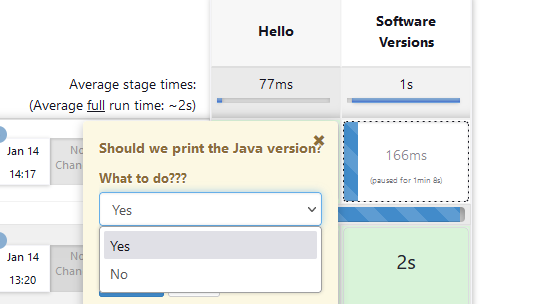 Hello
Software
Versions
Average stage times:
(Average full run time: ~2s)
77ms
1s
Should we print the Java version?
Jan 14
14:17
No
Chan
What to do???
166ms
(paused for 1min 8s)
Yes
Yes
No
Jan 14
13:20
No
Chan
2s